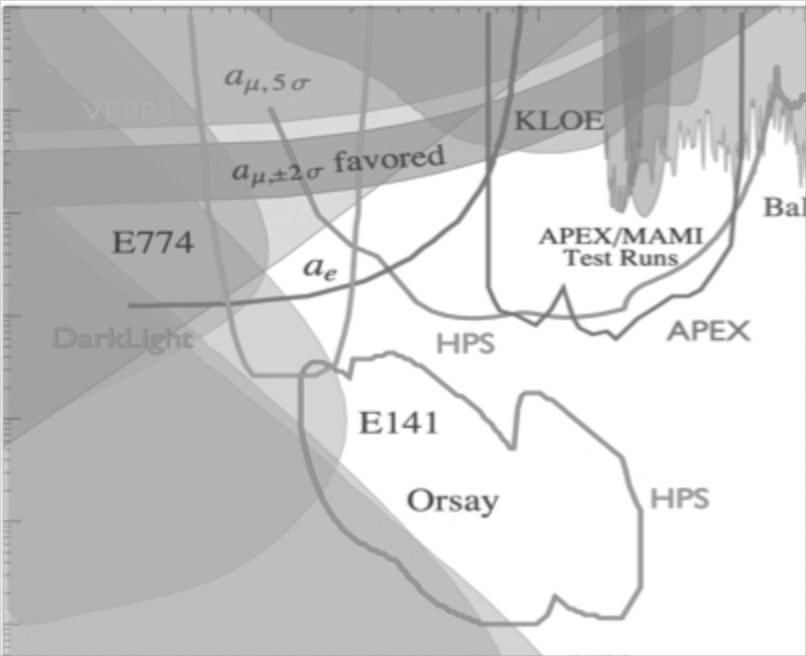 a_{μ,5σ}
VEPP3
KLOE
a_{μ,±2σ} favored
Bal
E774
APEX/MAMI
Test Runs
a_e
DarkLight
HPS
APEX
E141
Orsay
HPS